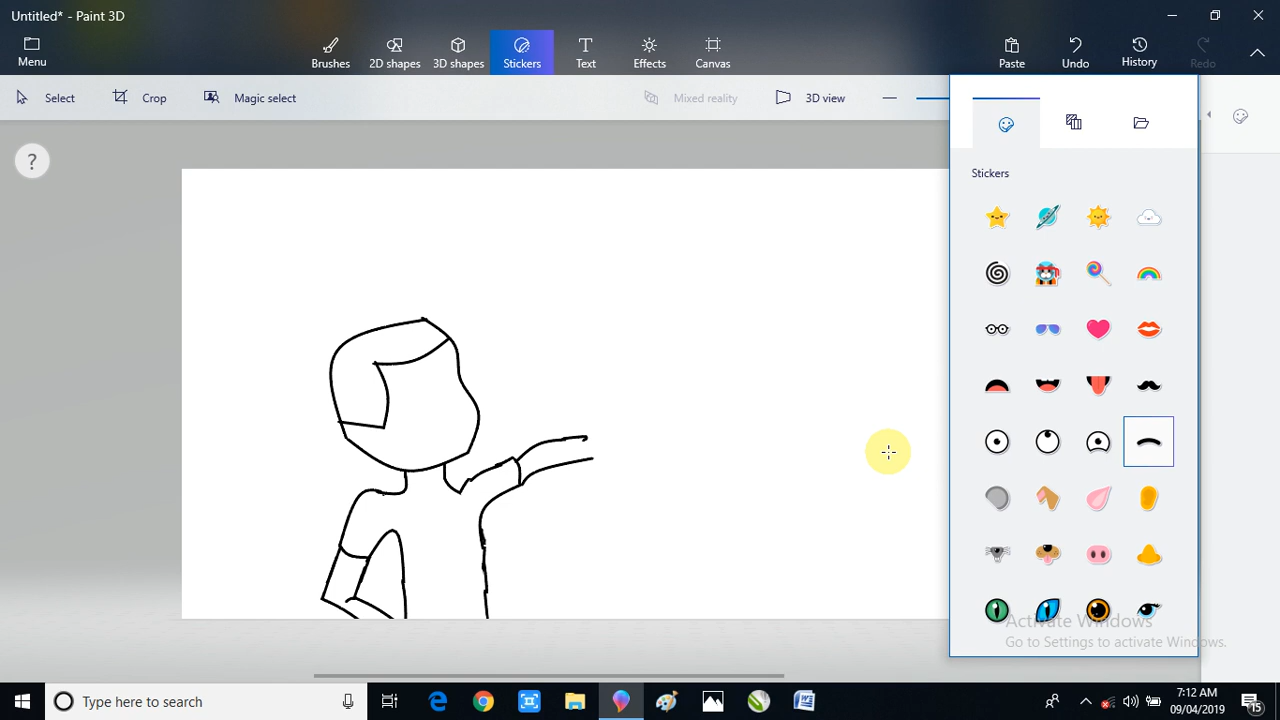 Untitled* - Paint 3D
Menu
Brushes
2D shapes
3D shapes
Stickers
Text
Effects
Canvas
Paste
Undo
History
Redo
Select
Crop
Magic select
Mixed reality
3D view
?
Stickers
Activate Windows
Go to Settings to activate Windows.
Type here to search
7:12 AM
09/04/2019
15